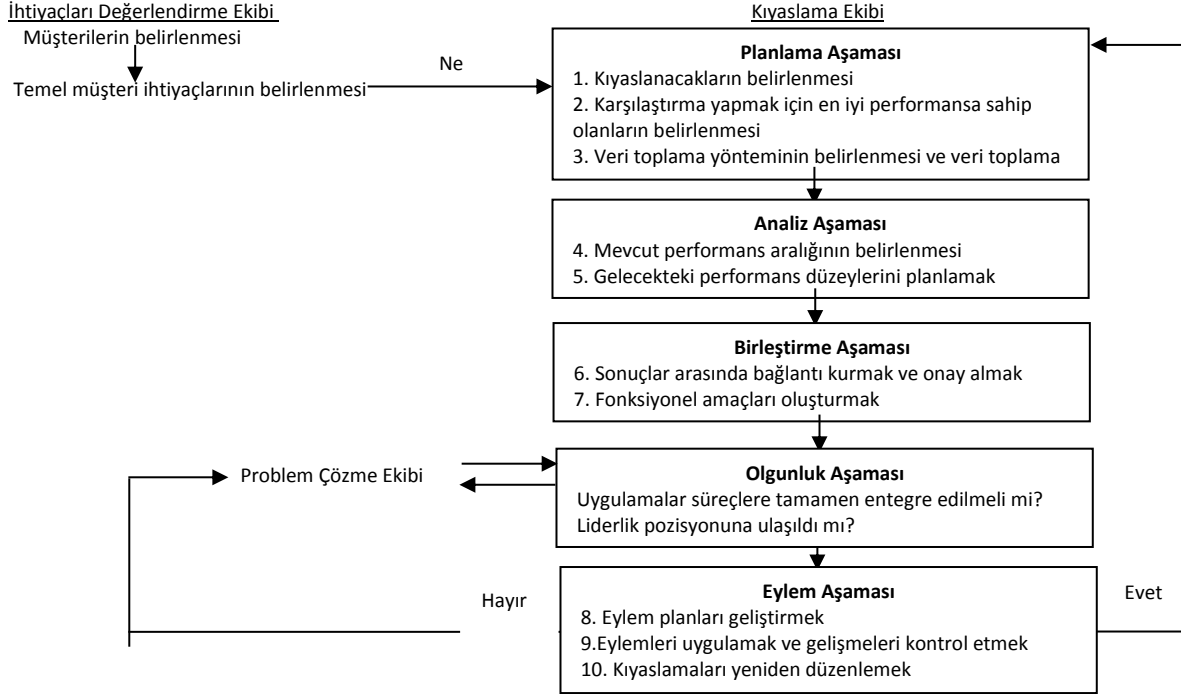 İhtiyaçları Değerlendirme Ekibi
Müşterilerin belirlenmesi
Temel müşteri ihtiyaçlarının belirlenmesi
Ne
Kıyaslama Ekibi
Planlama Aşaması
1. Kıyaslanacakların belirlenmesi
2. Karşılaştırma yapmak için en iyi performansa sahip
olanların belirlenmesi
3. Veri toplama yönteminin belirlenmesi ve veri toplama
Analiz Aşaması
4. Mevcut performans aralığının belirlenmesi
5. Gelecekteki performans düzeylerini planlamak
Birleştirme Aşaması
6. Sonuçlar arasında bağlantı kurmak ve onay almak
7. Fonksiyonel amaçları oluşturmak
Problem Çözme Ekibi
Olgunluk Aşaması
Uygulamalar süreçlere tamamen entegre edilmeli mi?
Liderlik pozisyonuna ulaşıldı mı?
Hayır
Eylem Aşaması
8. Eylem planları geliştirmek
9.Eylemleri uygulamak ve gelişmeleri kontrol etmek
10. Kıyaslamaları yeniden düzenlemek
Evet